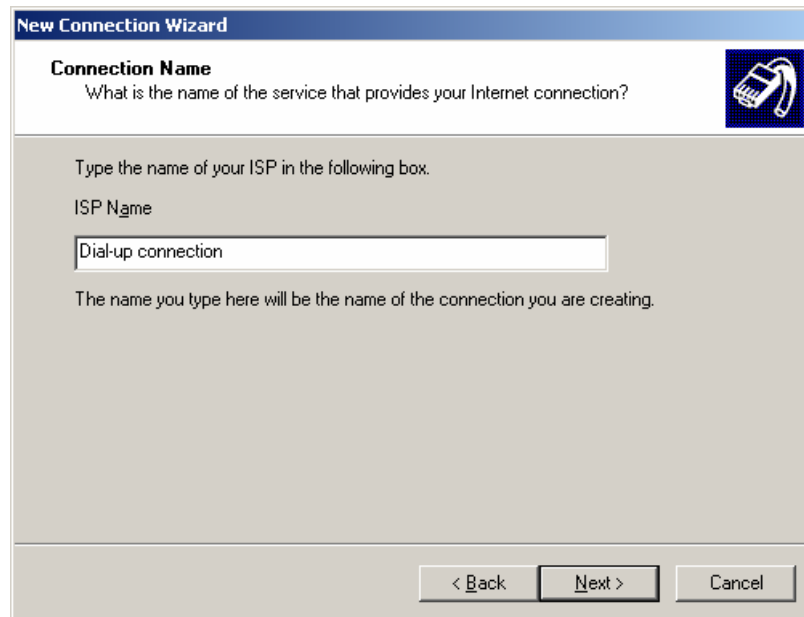 New Connection Wizard
Connection Name
What is the name of the service that provides your Internet connection?
Type the name of your ISP in the following box.
ISP Name
Dial-up connection
The name you type here will be the name of the connection you are creating.
< Back
Next >
Cancel